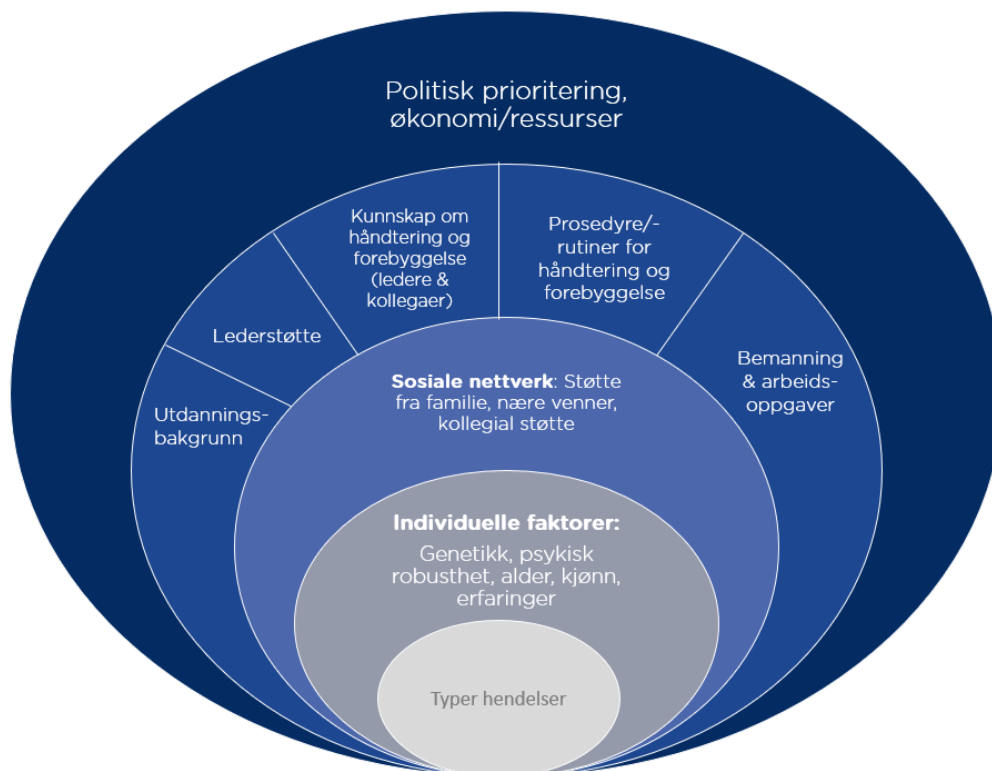 Politisk prioritering,
økonomi/ressurser
Kunnskap om
håndtering og
forebyggelse
(ledere &
kollegaer)
Prosedyre/-
rutiner for
håndtering og
forebyggelse
Lederstøtte
Utdannings-
bakgrunn
Bemanning
& arbeids-
oppgaver
Sosiale nettverk: Støtte
fra familie, nære venner,
kollegial støtte
Individuelle faktorer:
Genetikk, psykisk
robusthet, alder, kjønn,
erfaringer
Typer hendelser